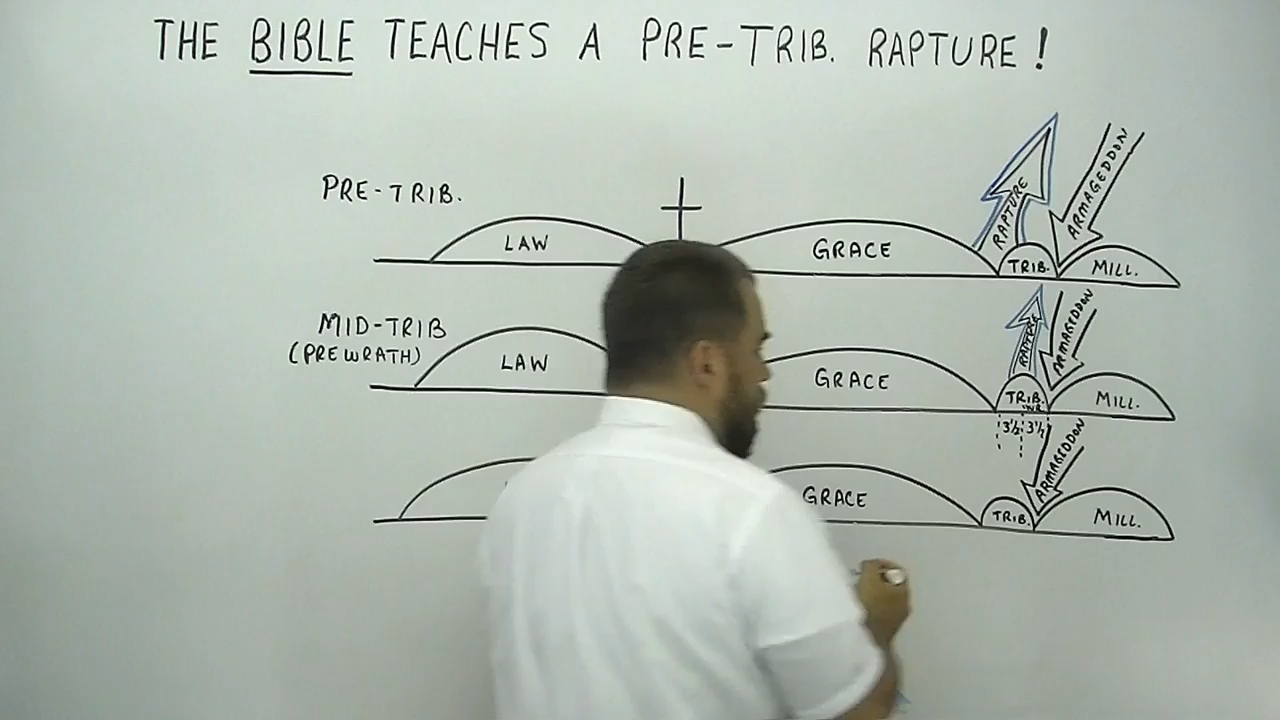 THE BIBLE TEACHES A PRE-TRIB. RAPTURE!
PRE-TRIB.
LAW
GRACE
RAPTURE
TRIB.
ARMAGEDDON
MILL.
MID-TRIB
(PREWRATH)
LAW
GRACE
RAPTURE
TRIB.
WR.
3½ 3½
ARMAGEDDON
MILL.
GRACE
TRIB.
ARMAGEDDON
MILL.